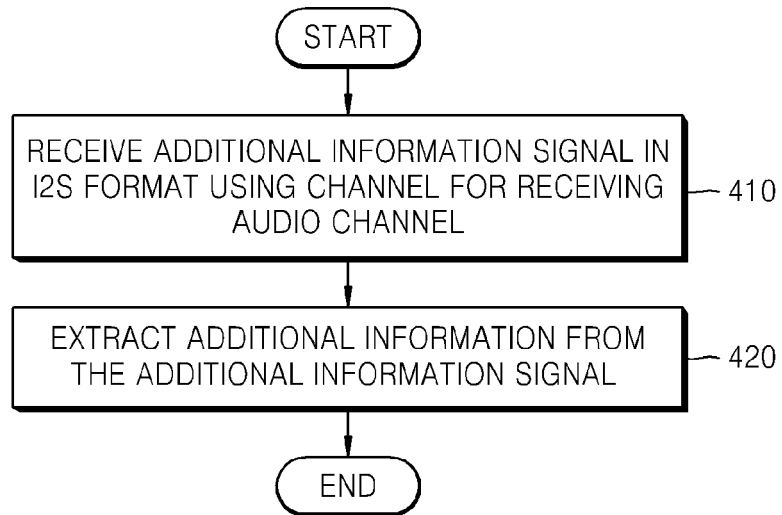 START
RECEIVE ADDITIONAL INFORMATION SIGNAL IN
I2S FORMAT USING CHANNEL FOR RECEIVING
AUDIO CHANNEL
410
EXTRACT ADDITIONAL INFORMATION FROM
THE ADDITIONAL INFORMATION SIGNAL
420
END